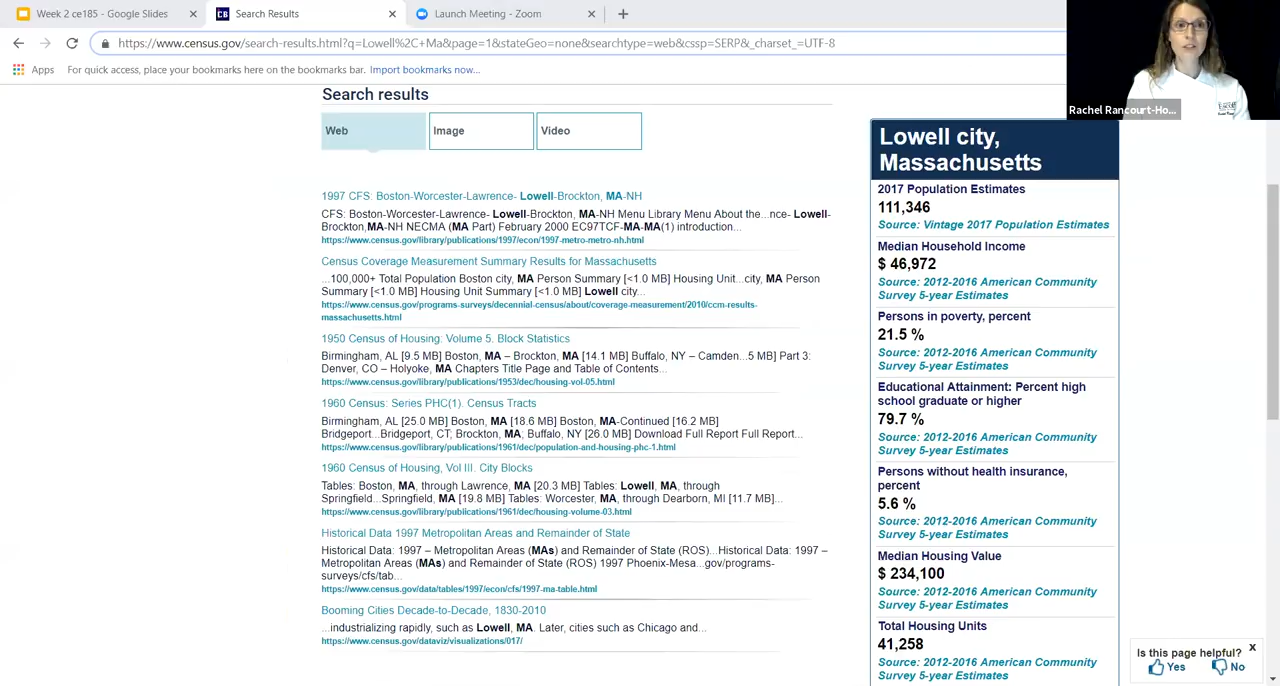 Week 2 ce185 - Google Slides
Search Results
Launch Meeting - Zoom
https://www.census.gov/search-results.html?q=Lowell%2C+Ma&page=1&stateGeo=none&searchtype=web&cssp=SERP&_charset_=UTF-8
Apps
For quick access, place your bookmarks here on the bookmarks bar. Import bookmarks now...
Rachel Rancourt-Ho...
Search results
Web
Image
Video
1997 CFS: Boston-Worcester-Lawrence- Lowell-Brockton, MA-NH
CFS: Boston-Worcester-Lawrence- Lowell-Brockton, MA-NH Menu Library Menu About the...nce- Lowell-
Brockton,MA-NH NECMA (MA Part) February 2000 EC97TCF-MA-MA(1) introduction...
https://www.census.gov/library/publications/1997/econ/1997-metro-metro-nh.html
Census Coverage Measurement Summary Results for Massachusetts
...100,000+ Total Population Boston city, MA Person Summary [<1.0 MB] Housing Unit...city, MA Person
Summary [<1.0 MB] Housing Unit Summary [<1.0 MB] Lowell city...
https://www.census.gov/programs-surveys/decennial-census/about/coverage-measurement/2010/ccm-results-
massachusetts.html
1950 Census of Housing: Volume 5. Block Statistics
Birmingham, AL [9.5 MB] Boston, MA – Brockton, MA [14.1 MB] Buffalo, NY – Camden...5 MB] Part 3:
Denver, CO – Holyoke, MA Chapters Title Page and Table of Contents...
https://www.census.gov/library/publications/1953/dec/housing-vol-05.html
1960 Census: Series PHC(1). Census Tracts
Birmingham, AL [25.0 MB] Boston, MA [18.6 MB] Boston, MA-Continued [16.2 MB]
Bridgeport...Bridgeport, CT; Brockton, MA; Buffalo, NY [26.0 MB] Download Full Report Full Report...
https://www.census.gov/library/publications/1961/dec/population-and-housing-phc-1.html
1960 Census of Housing, Vol III. City Blocks
Tables: Boston, MA, through Lawrence, MA [20.3 MB] Tables: Lowell, MA, through
Springfield...Springfield, MA [19.8 MB] Tables: Worcester, MA, through Dearborn, MI [11.7 MB]...
https://www.census.gov/library/publications/1961/dec/housing-volume-03.html
Historical Data 1997 Metropolitan Areas and Remainder of State
Historical Data: 1997 – Metropolitan Areas (MAs) and Remainder of State (ROS)...Historical Data: 1997 –
Metropolitan Areas (MAs) and Remainder of State (ROS) 1997 Phoenix-Mesa...gov/programs-
surveys/cfs/tab...
https://www.census.gov/data/tables/1997/econ/cfs/1997-ma-table.html
Booming Cities Decade-to-Decade, 1830-2010
...industrializing rapidly, such as Lowell, MA. Later, cities such as Chicago and...
https://www.census.gov/dataviz/visualizations/017/
Lowell city,
Massachusetts
2017 Population Estimates
111,346
Source: Vintage 2017 Population Estimates
Median Household Income
$ 46,972
Source: 2012-2016 American Community
Survey 5-year Estimates
Persons in poverty, percent
21.5 %
Source: 2012-2016 American Community
Survey 5-year Estimates
Educational Attainment: Percent high
school graduate or higher
79.7 %
Source: 2012-2016 American Community
Survey 5-year Estimates
Persons without health insurance,
percent
5.6 %
Source: 2012-2016 American Community
Survey 5-year Estimates
Median Housing Value
$ 234,100
Source: 2012-2016 American Community
Survey 5-year Estimates
Total Housing Units
41,258
Source: 2012-2016 American Community
Survey 5-year Estimates
Is this page helpful? X
Yes No